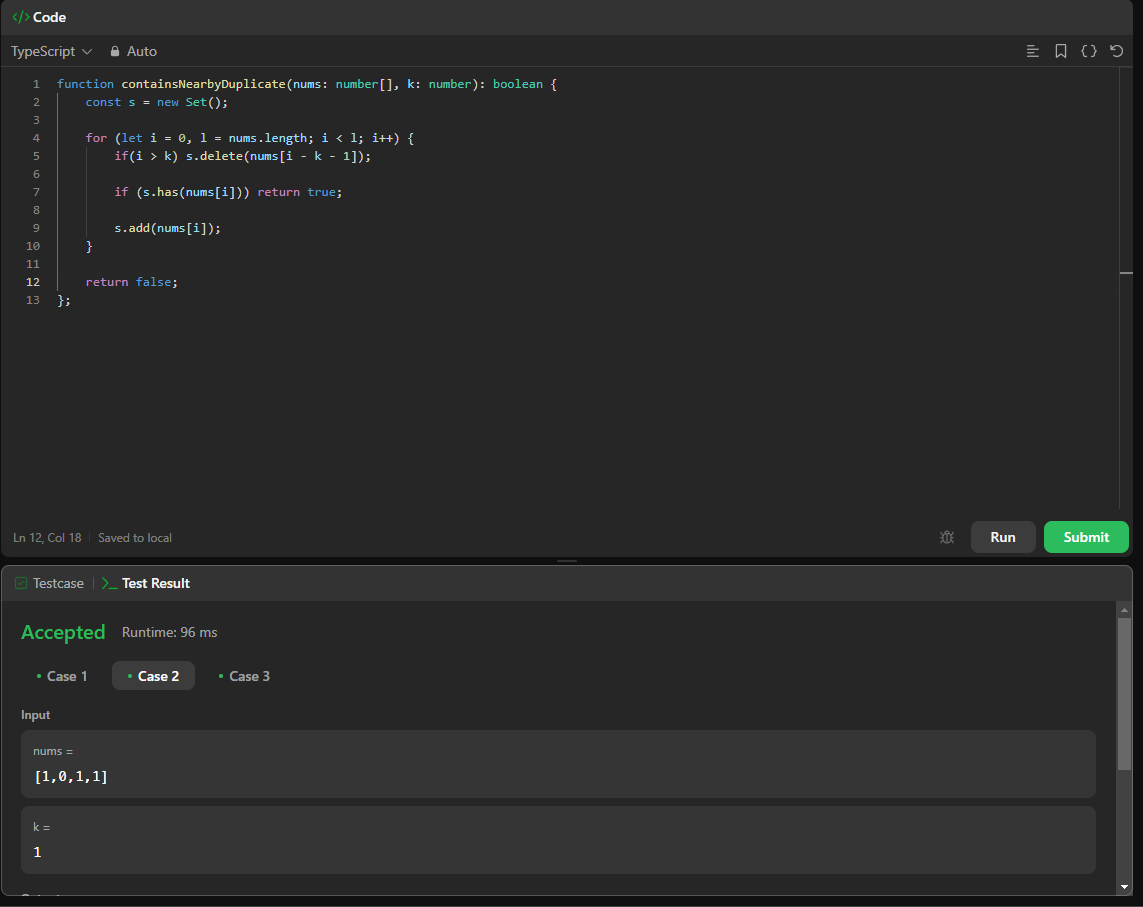 </> Code
TypeScript Auto
1 function containsNearbyDuplicate(nums: number[], k: number): boolean {
2 const s = new Set();
3
4 for (let i = 0, l = nums.length; i < l; i++) {
5 if(i > k) s.delete(nums[i - k - 1]);
6
7 if (s.has(nums[i])) return true;
8
9 s.add(nums[i]);
10 }
11
12 return false;
13 };
Ln 12, Col 18 | Saved to local
Run Submit
Testcase | >_ Test Result
Accepted Runtime: 96 ms
• Case 1 • Case 2 • Case 3
Input
nums =
[1,0,1,1]
k =
1